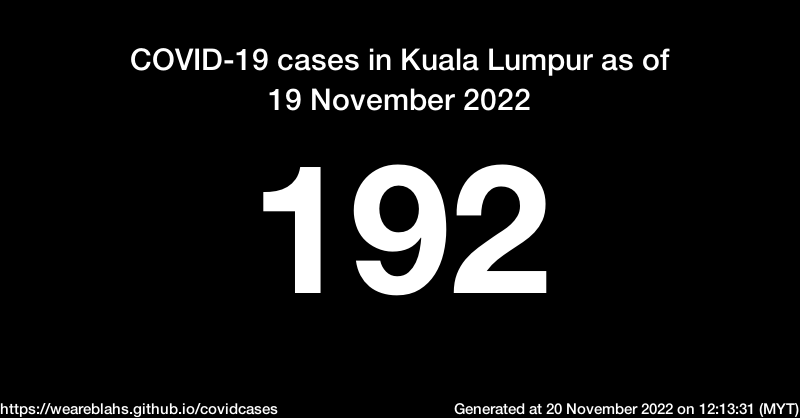 COVID-19 cases in Kuala Lumpur as of
19 November 2022
192
https://weareblahs.github.io/covidcases
Generated at 20 November 2022 on 12:13:31 (MYT)